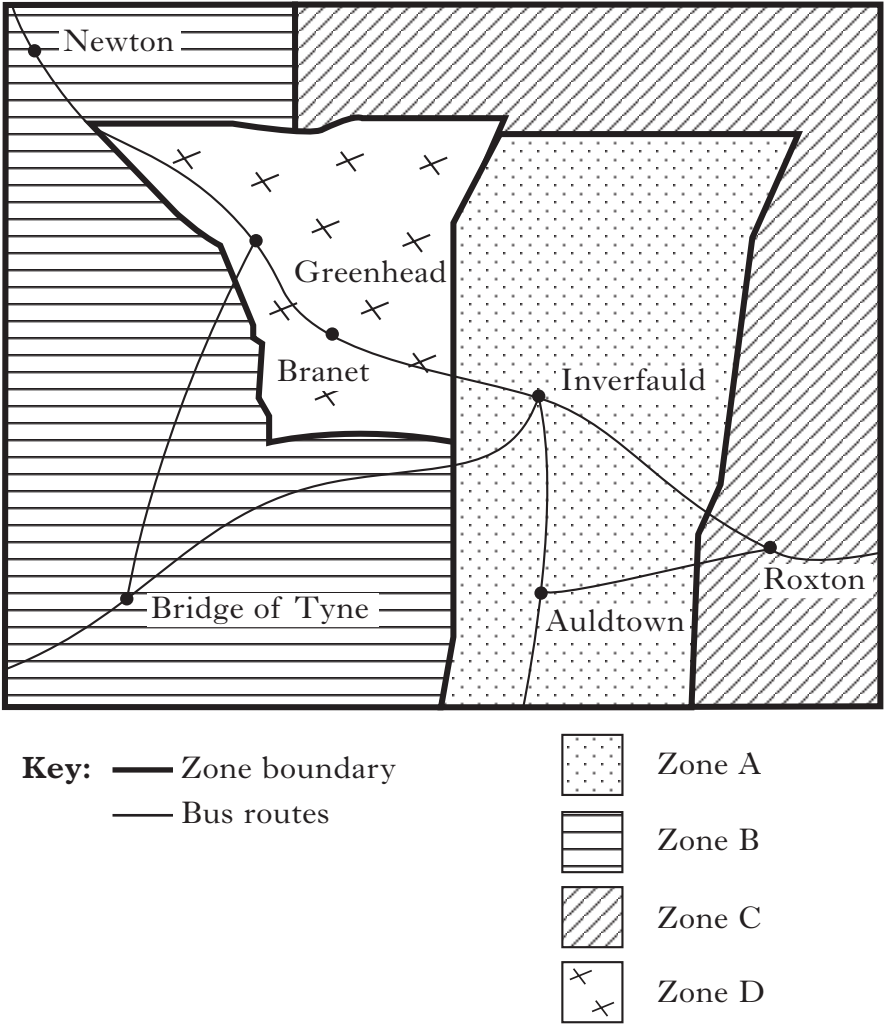 Newton
Greenhead
Branet
Inverfauld
Roxton
Bridge of Tyne
Auldtown
Key:
Zone boundary
Bus routes
Zone A
Zone B
Zone C
Zone D